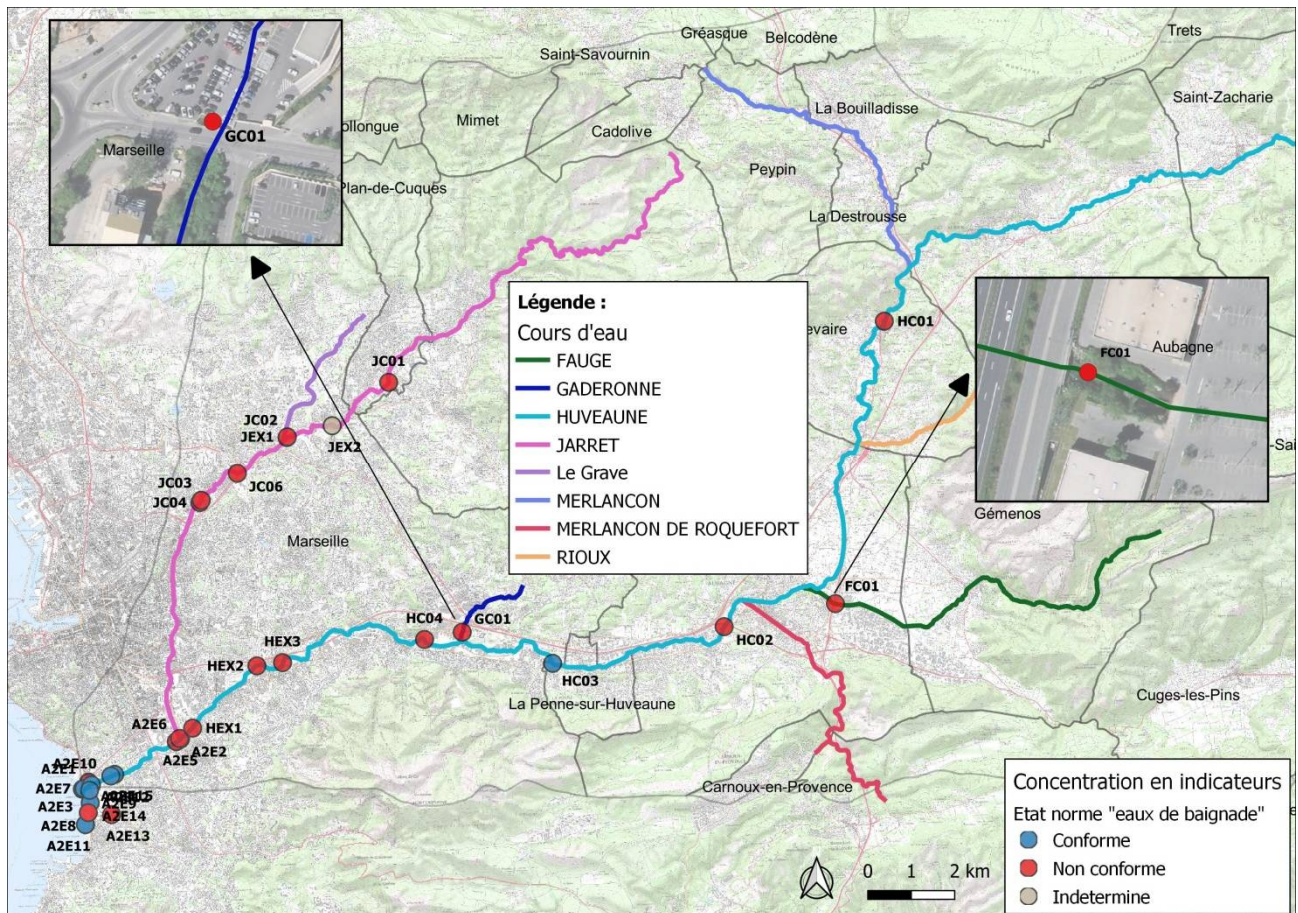 Gréasque
Belcodène
Trets
Saint-Savournin
Saint-Zacharie
La Bouilladisse
Mimet
Cadolive
ollongue
GC01
Marseille
Peypin
Plan-de-Cuques
La Destrousse
Légende :
Cours d'eau
FAUGE
GADERONNE
HUVEAUNE
JARRET
Le Grave
MERLANCON
MERLANCON DE ROQUEFORT
RIOUX
evaire
HC01
FC01
Aubagne
JC01
JC02
JEX1
JEX2
JC03
JC04
JC06
Gémenos
Marseille
FC01
HC04
GC01
HC02
HEX3
HEX2
HC03
La Penne-sur-Huveaune
Cuges-les-Pins
A2E6
HEX1
A2E2
A2E5
A2E10
A2E1
A2E7
A2E3
A2E9
A2E14
A2E8
A2E13
A2E11
Carnoux-en-Provence
0 1 2 km
Concentration en indicateurs
Etat norme "eaux de baignade"
Conforme
Non conforme
Indetermine